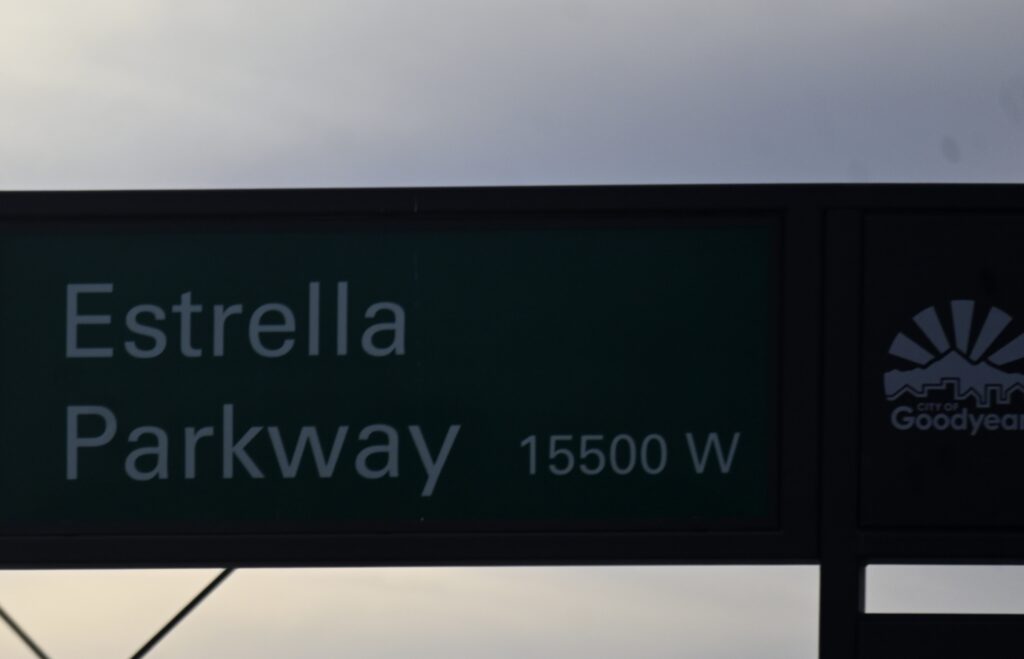 Estrella
Parkway 15500 W
CITY OF
Goodyear